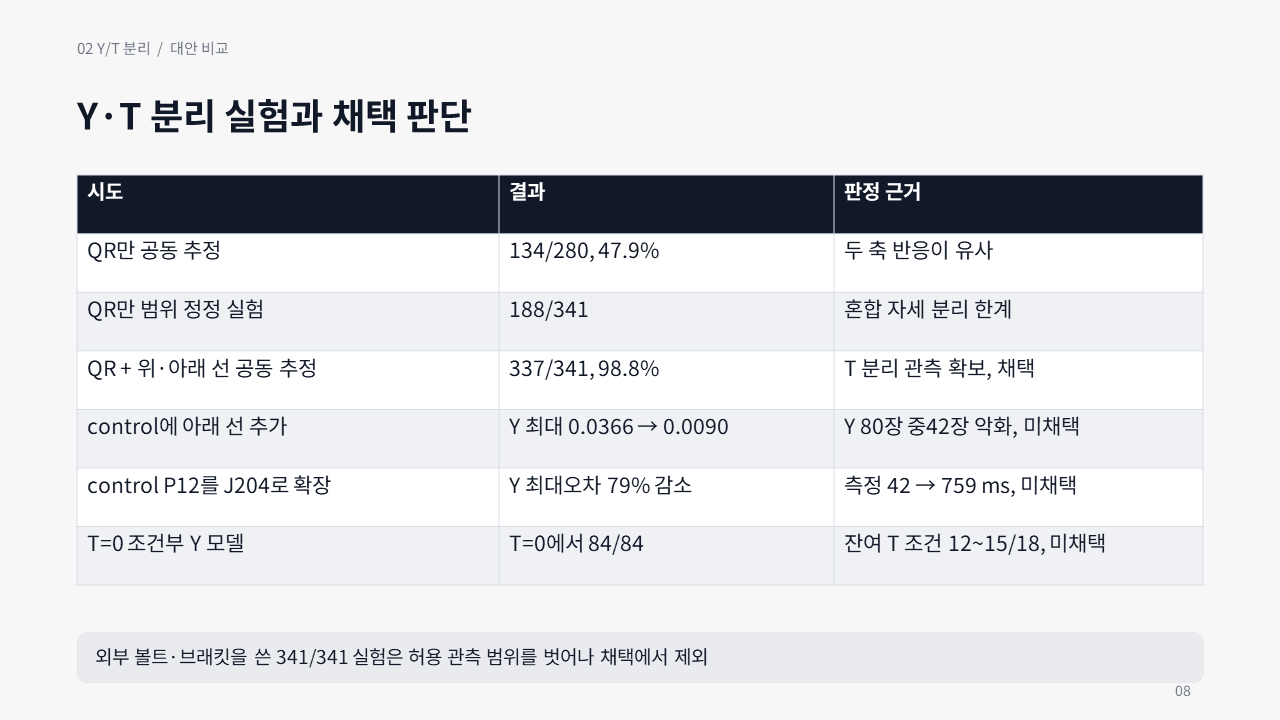 02 Y/T 분리 / 대안 비교
Y·T 분리 실험과 채택 판단
시도 결과 판정 근거
QR만 공동 추정 134/280, 47.9% 두 축 반응이 유사
QR만 범위 정정 실험 188/341 혼합 자세 분리 한계
QR + 위·아래 선 공동 추정 337/341, 98.8% T 분리 관측 확보, 채택
control에 아래 선 추가 Y 최대 0.0366 → 0.0090 Y 80장 중42장 악화, 미채택
control P12를 J204로 확장 Y 최대오차 79% 감소 측정 42 → 759 ms, 미채택
T=0 조건부 Y 모델 T=0에서 84/84 잔여 T 조건 12~15/18, 미채택
외부 볼트·브래킷을 쓴 341/341 실험은 허용 관측 범위를 벗어나 채택에서 제외
08